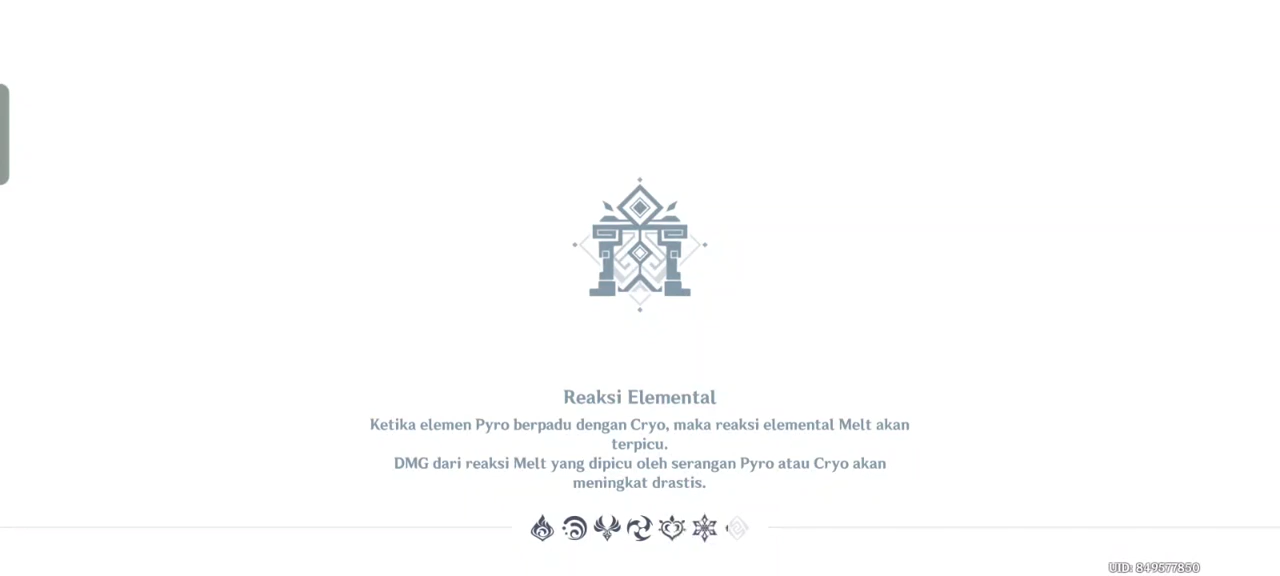 Reaksi Elemental
Ketika elemen Pyro berpadu dengan Cryo, maka reaksi elemental Melt akan
terpicu.
DMG dari reaksi Melt yang dipicu oleh serangan Pyro atau Cryo akan
meningkat drastis.
UID: 849577850